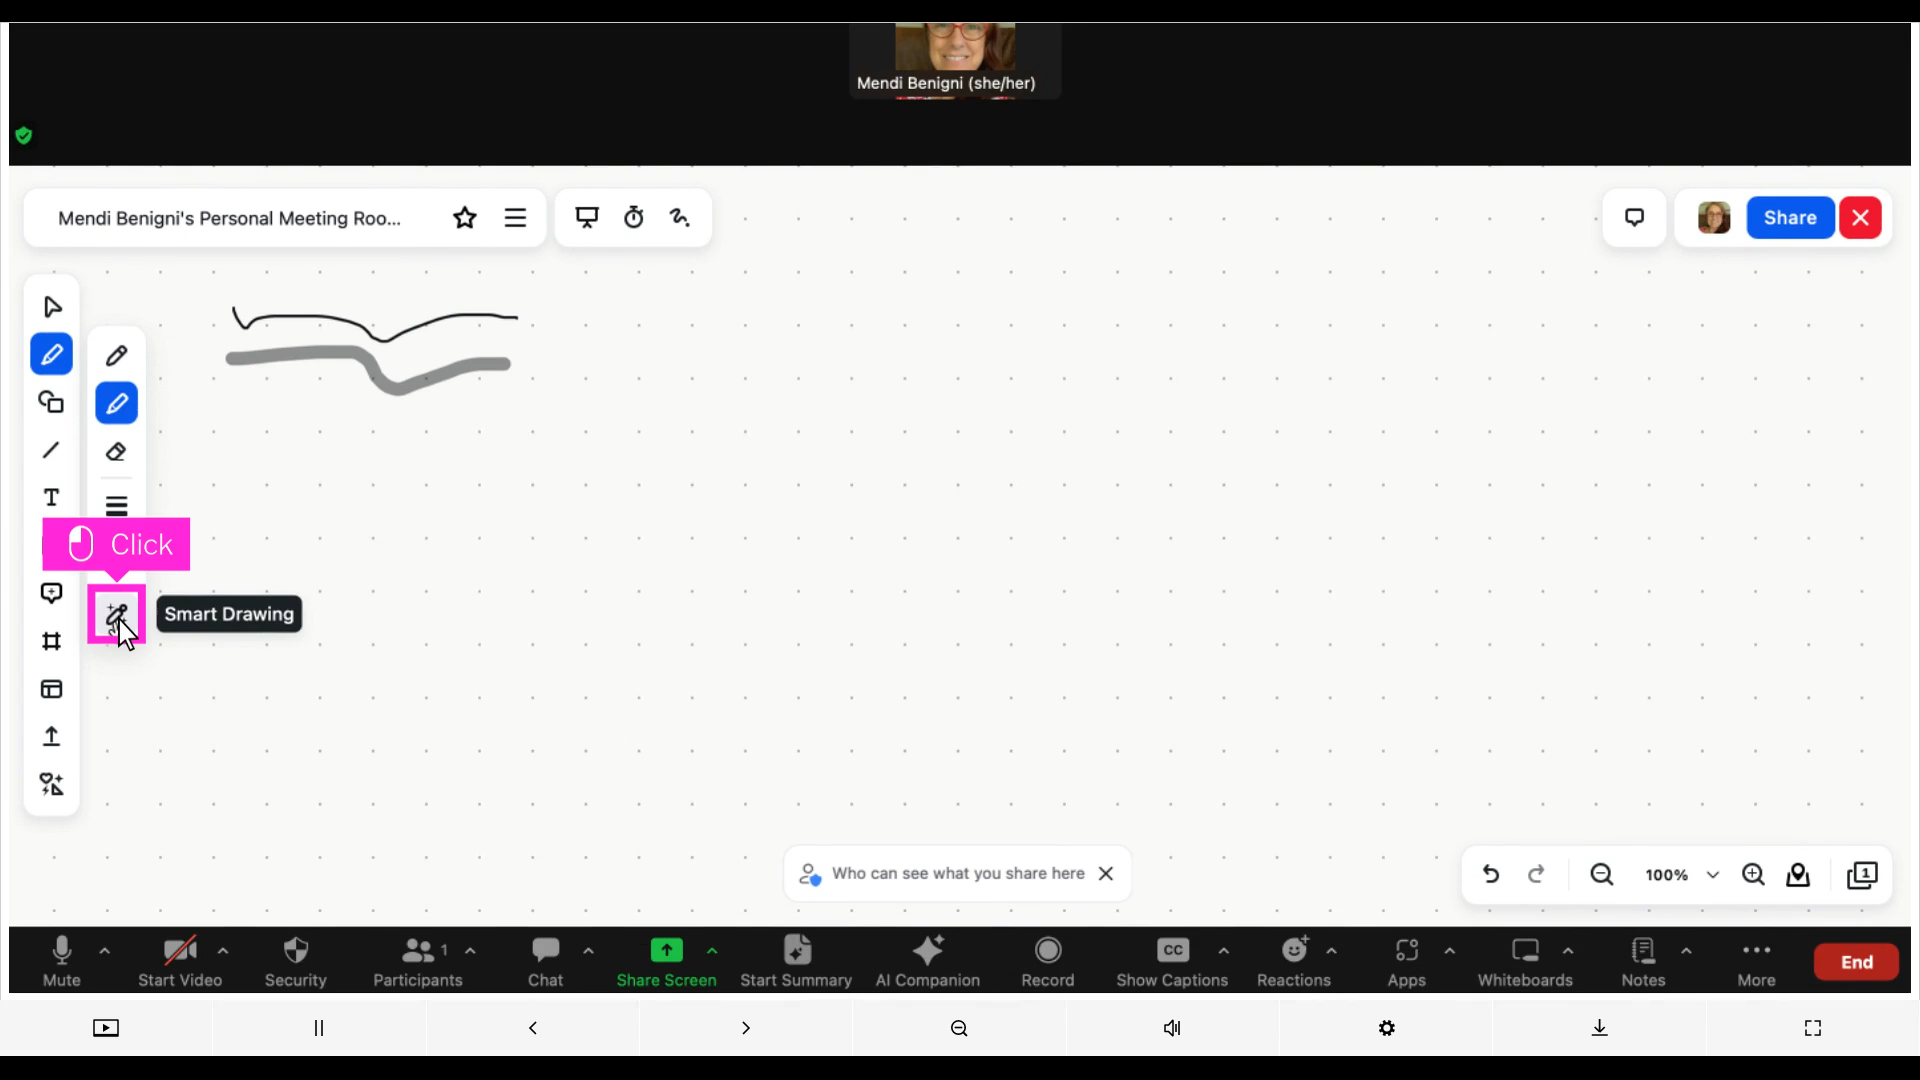 Mendi Benigni (she/her)
Mendi Benigni's Personal Meeting Roo...
Share
T
Click
Smart Drawing
Who can see what you share here
100%
1
Mute
Start Video
Security
1
Participants
Chat
Share Screen
Start Summary
AI Companion
Record
CC
Show Captions
Reactions
Apps
Whiteboards
Notes
More
End